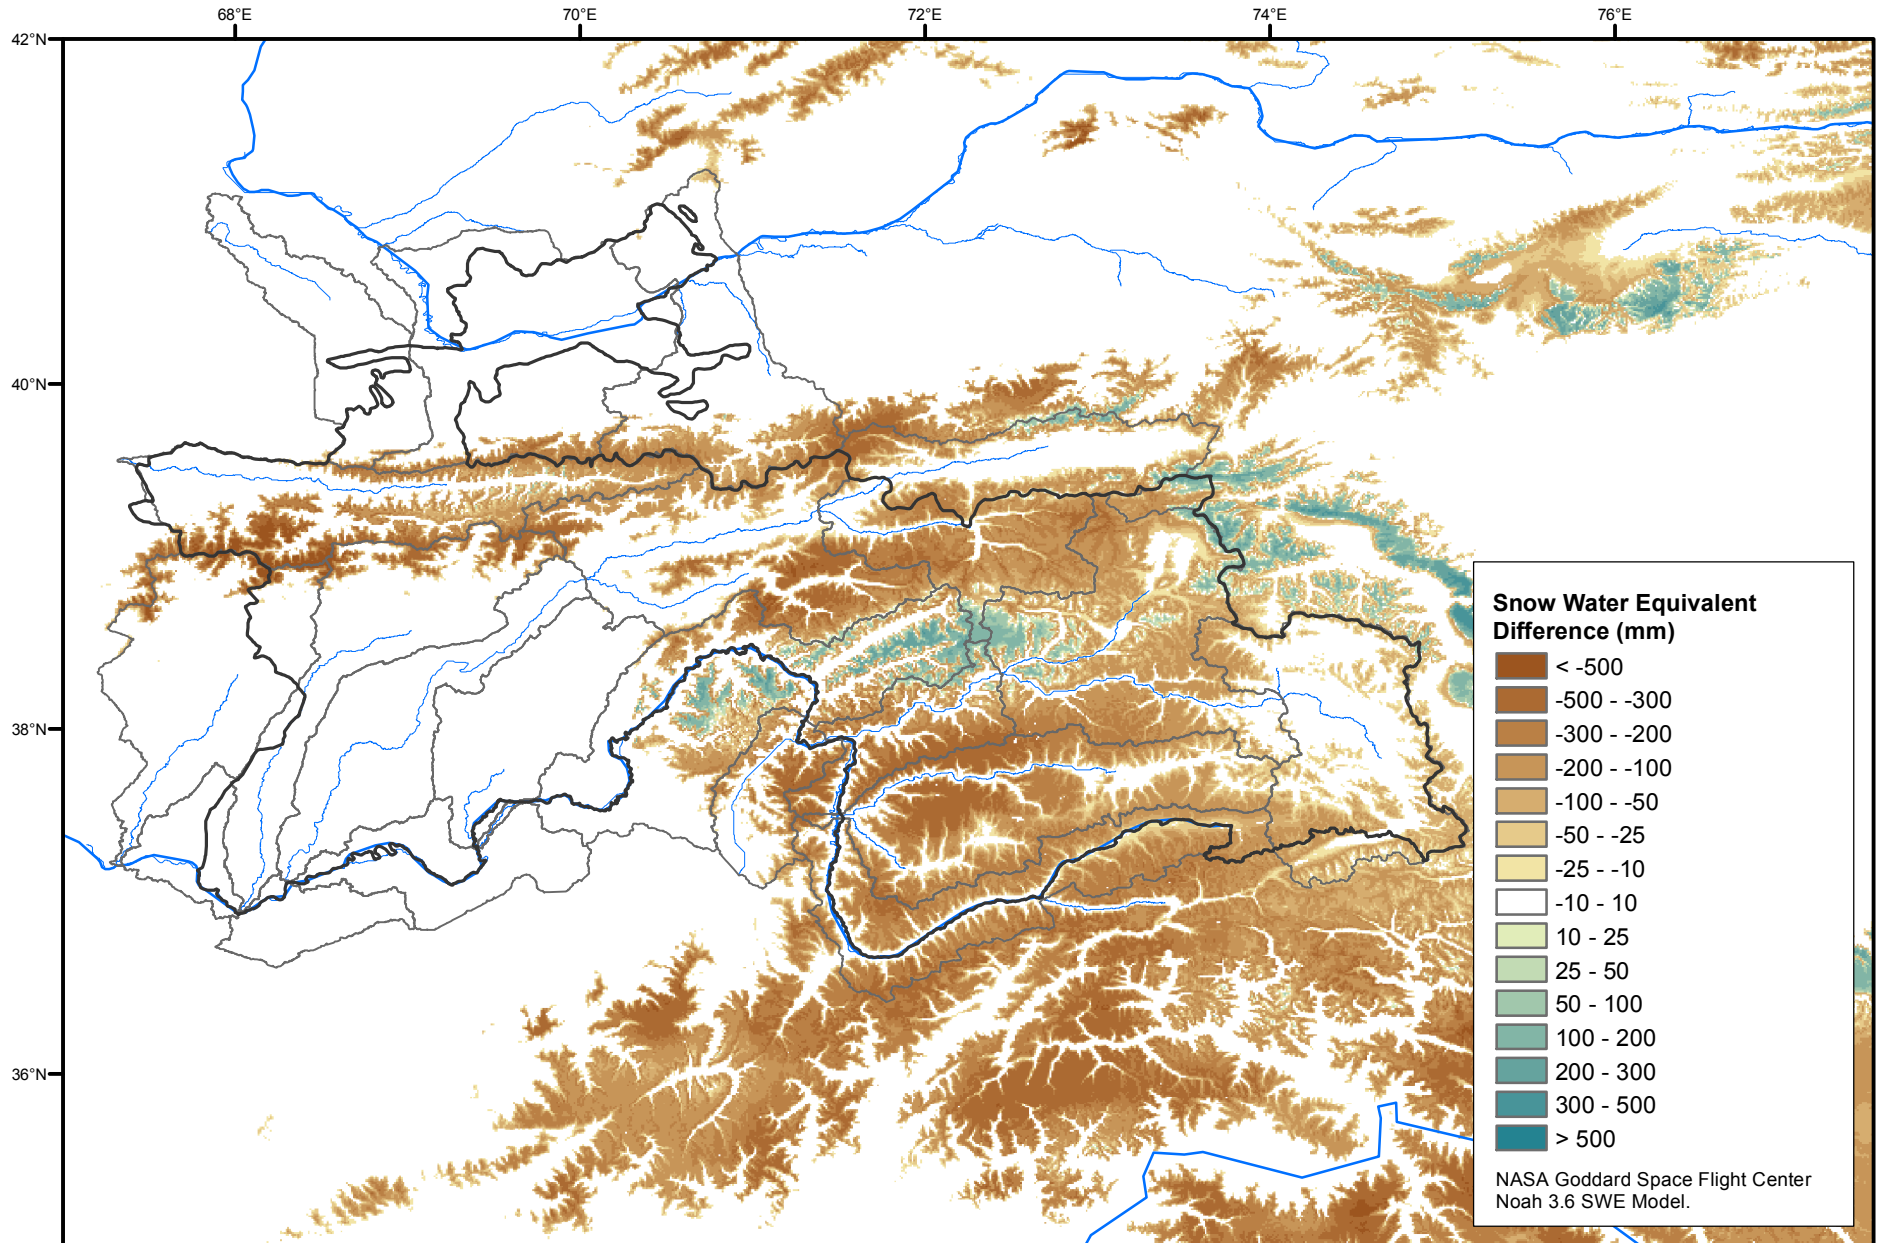 68°E
70°E
72°E
74°E
76°E
42°N
40°N
38°N
36°N
Snow Water Equivalent
Difference (mm)
< -500
-500 - -300
-300 - -200
-200 - -100
-100 - -50
-50 - -25
-25 - -10
-10 - 10
10 - 25
25 - 50
50 - 100
100 - 200
200 - 300
300 - 500
> 500
NASA Goddard Space Flight Center
Noah 3.6 SWE Model.